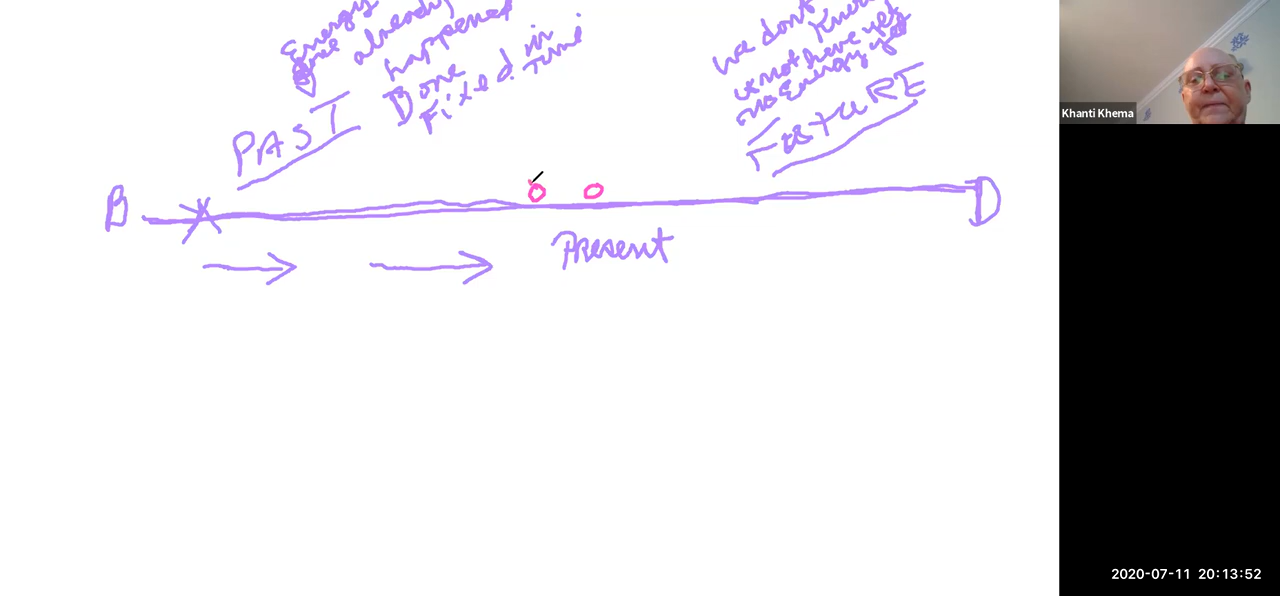 Energy
already
happened
Done
Fixed in
Time
PAST
we don't
know
not here yet
no Energy yet
FUTURE
B
D
Present
Khanti Khema
2020-07-11 20:13:52